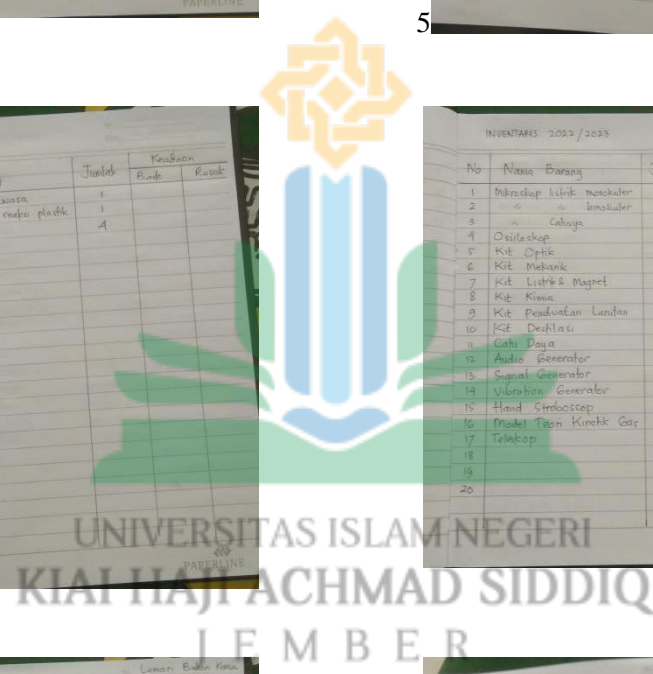 PAPERLINE
5
Jumlah
Keadaan
Baik
Rusak
wasa 1
reaksi plastik 1
4
PAPERLINE
INVENTARIS 2022/2023
No Nama Barang
1 Mikroskop listrik monokuler
2 " " binokuler
3 " Cahaya
4 Ossiloskop
5 Kit Optik
6 Kit Mekanik
7 Kit Listrik & Magnet
8 Kit Kimia
9 Kit Pembuatan Larutan
10 Kit Destilasi
11 Catu Daya
12 Audio Generator
13 Signal Generator
14 Vibration Generator
15 Hand Stroboscop
16 Model Teori Kinetik Gas
17 Teleskop
18
19
20
UNIVERSITAS ISLAM NEGERI
KIAI HAJI ACHMAD SIDDIQ
JEMBER
Lemari Bahan Kimia